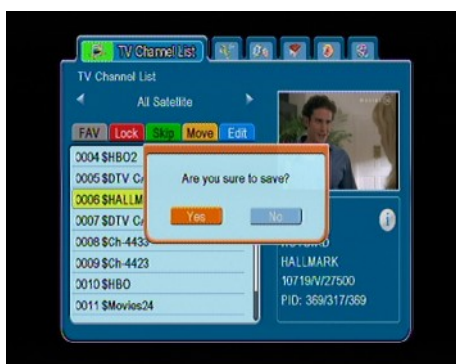 TV Channel List
TV Channel List
All Satellite
FAV Lock Skip Move Edit
0004 $HBO2
0005 $DTV
0006 $HALLM
0007 $DTV
0008 $Ch-4433
0009 $Ch-4423
0010 $HBO
0011 $Movies24
Are you sure to save?
Yes No
HALLMARK
10719/V/27500
PID: 369/317/369